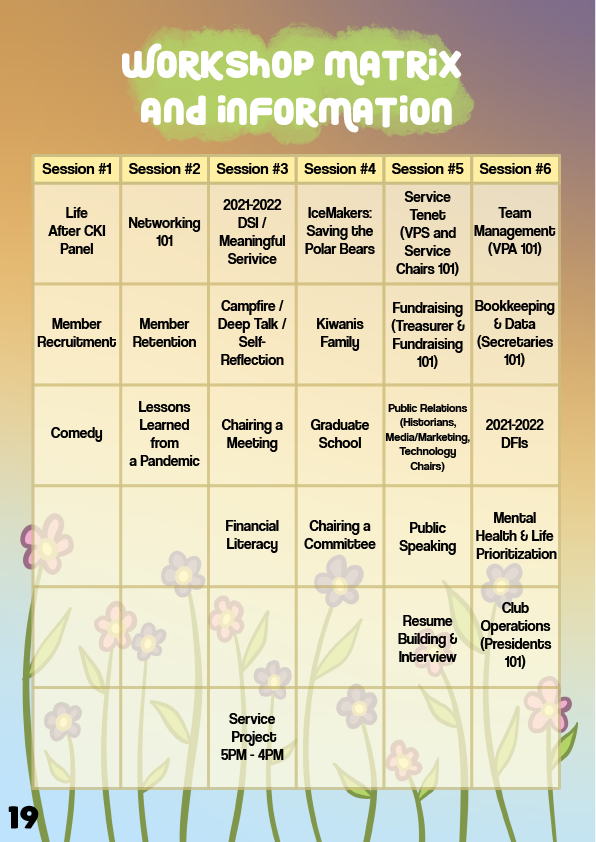 WORKSHOP MATRIX
AND INFORMATION
Session #1 Session #2 Session #3 Session #4 Session #5 Session #6
Life
After CKI
Panel
Networking
101
2021-2022
DSI /
Meaningful
Serivice
IceMakers:
Saving the
Polar Bears
Service
Tenet
(VPS and
Service
Chairs 101)
Team
Management
(VPA 101)
Member
Recruitment
Member
Retention
Campfire /
Deep Talk /
Self-
Reflection
Kiwanis
Family
Fundraising
(Treasurer &
Fundraising
101)
Bookkeeping
& Data
(Secretaries
101)
Comedy
Lessons
Learned
from
a Pandemic
Chairing a
Meeting
Graduate
School
Public Relations
(Historians,
Media/Marketing,
Technology
Chairs)
2021-2022
DFIs
Financial
Literacy
Chairing a
Committee
Public
Speaking
Mental
Health & Life
Prioritization
Resume
Building &
Interview
Club
Operations
(Presidents
101)
Service
Project
5PM - 4PM
19